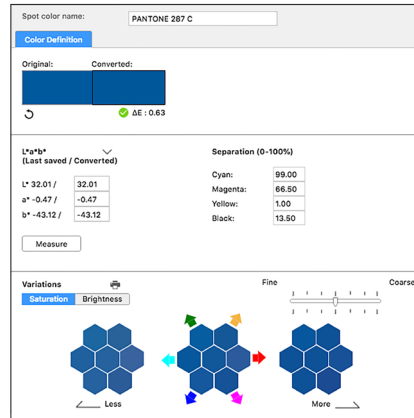 Spot color name: PANTONE 287 C
Color Definition
Original: Converted:
ΔE : 0.63
L*a*b*
(Last saved / Converted)
Separation (0-100%)
L* 32.01 / 32.01
a* -0.47 / -0.47
b* -43.12 / -43.12
Cyan: 99.00
Magenta: 66.50
Yellow: 1.00
Black: 13.50
Measure
Variations
Fine Coarse
Saturation Brightness
Less More